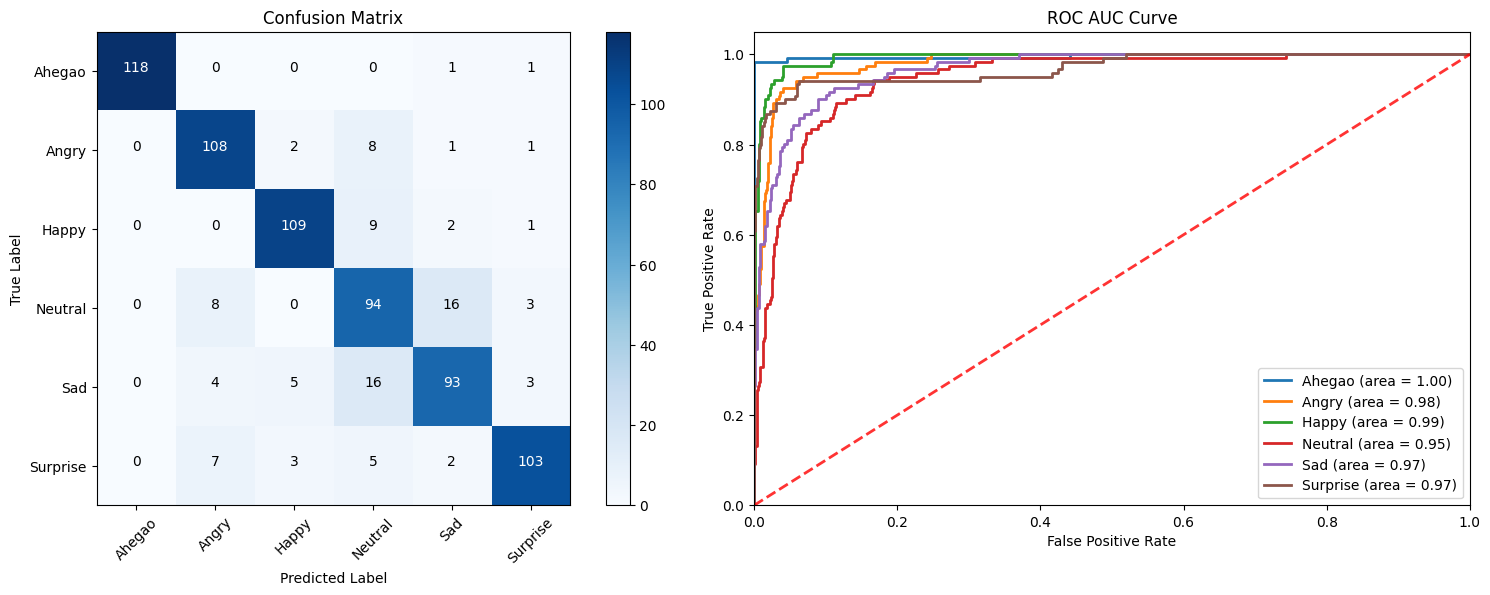 Confusion Matrix
True Label
Ahegao 118 0 0 0 1 1
Angry 0 108 2 8 1 1
Happy 0 0 109 9 2 1
Neutral 0 8 0 94 16 3
Sad 0 4 5 16 93 3
Surprise 0 7 3 5 2 103
Ahegao Angry Happy Neutral Sad Surprise
Predicted Label
100
80
60
40
20
0
ROC AUC Curve
True Positive Rate
1.0
0.8
0.6
0.4
0.2
0.0
0.0 0.2 0.4 0.6 0.8 1.0
False Positive Rate
Ahegao (area = 1.00)
Angry (area = 0.98)
Happy (area = 0.99)
Neutral (area = 0.95)
Sad (area = 0.97)
Surprise (area = 0.97)